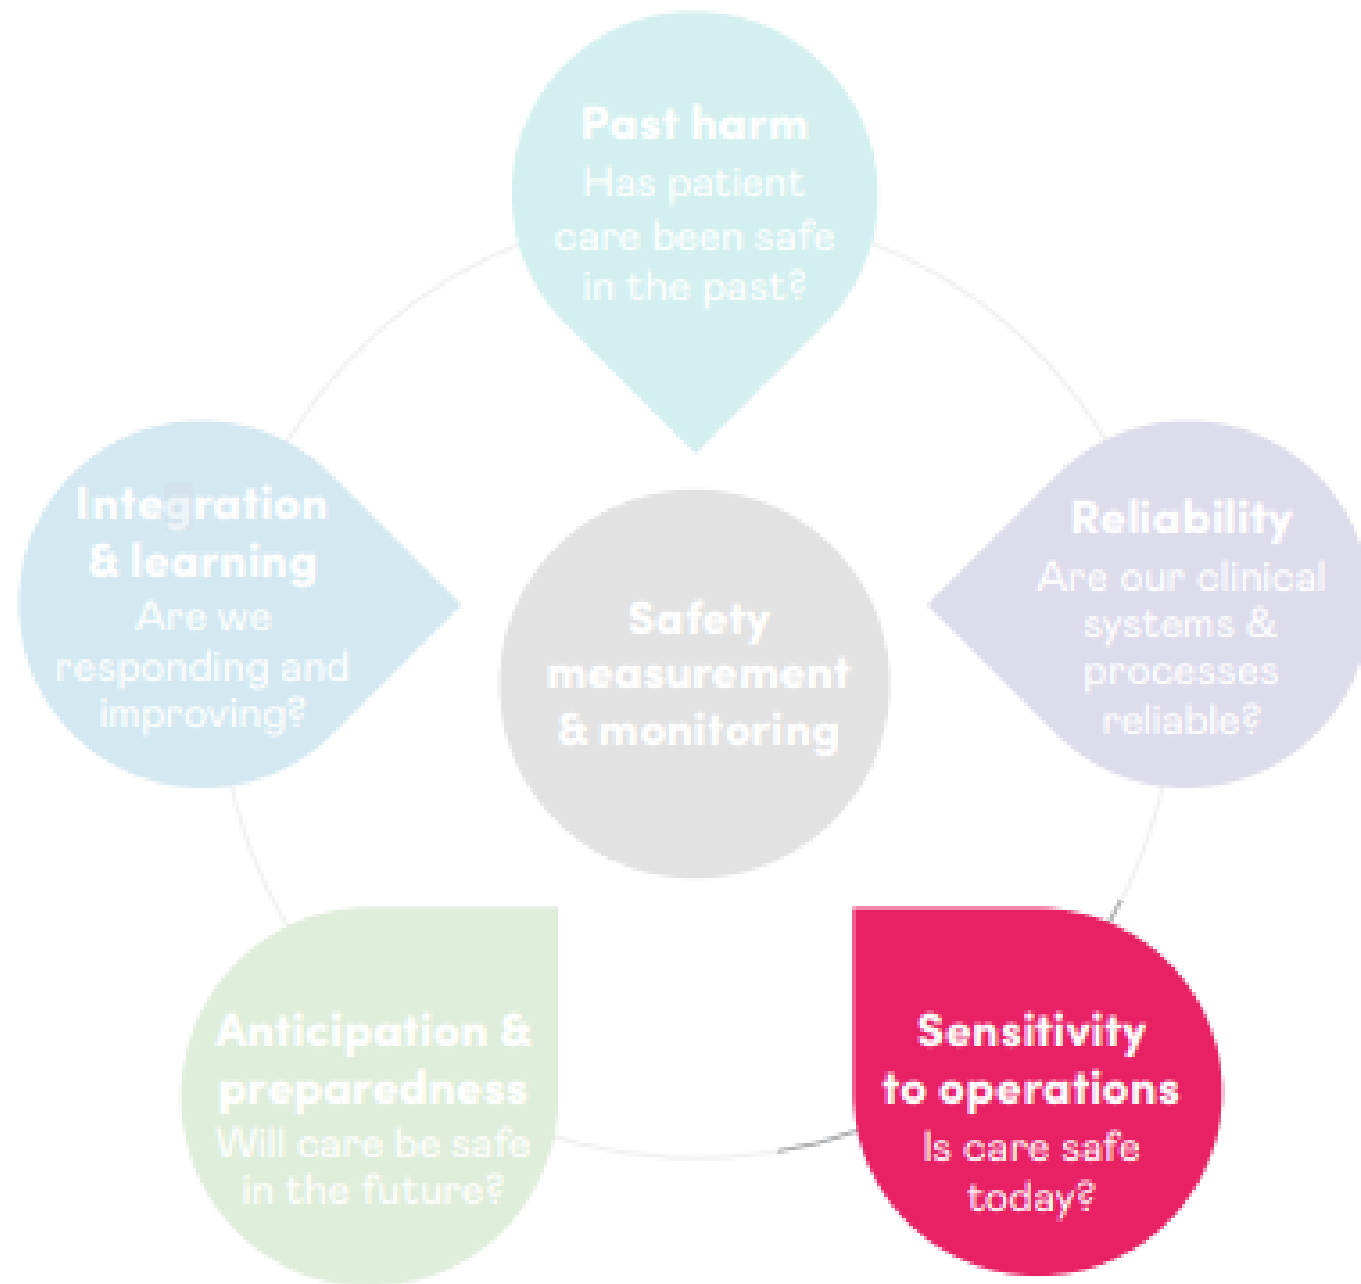 Past harm
Has patient
care been safe
in the past?
Integration
& learning
Are we
responding and
improving?
Safety
measurement
& monitoring
Reliability
Are our clinical
systems &
processes
reliable?
Anticipation &
preparedness
Will care be safe
in the future?
Sensitivity
to operations
Is care safe
today?